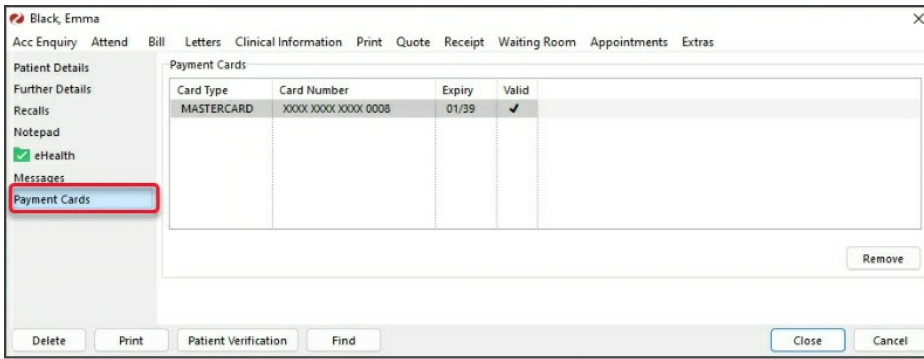 Black, Emma
Acc Enquiry Attend Bill Letters Clinical Information Print Quote Receipt Waiting Room Appointments Extras
Patient Details
Further Details
Recalls
Notepad
eHealth
Messages
Payment Cards
Payment Cards
Card Type Card Number Expiry Valid
MASTERCARD XXXX XXXX XXXX 0008 01/39 ✔
Remove
Delete Print Patient Verification Find Close Cancel